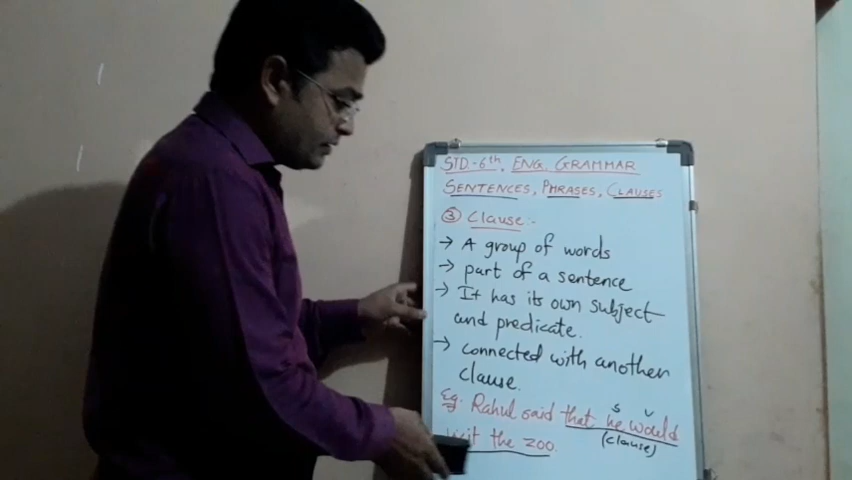 STD.-6th, ENG. GRAMMAR
SENTENCES, PHRASES, CLAUSES
③ Clause:-
→ A group of words
→ part of a sentence
→ It has its own subject
and predicate.
→ connected with another
clause.
S V
Eg. Rahul said that he would
the zoo.
(clause)